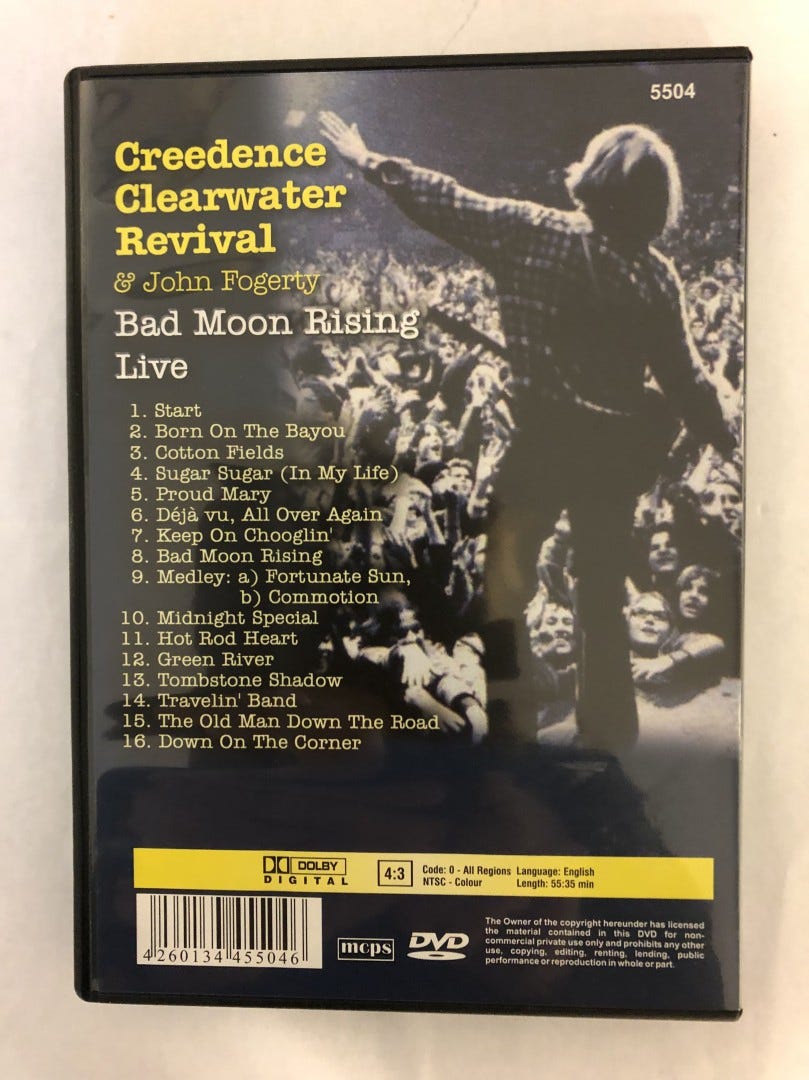 5504
Creedence
Clearwater
Revival
& John Fogerty
Bad Moon Rising
Live
1. Start
2. Born On The Bayou
3. Cotton Fields
4. Sugar Sugar (In My Life)
5. Proud Mary
6. Déjà vu, All Over Again
7. Keep On Chooglin'
8. Bad Moon Rising
9. Medley: a) Fortunate Sun,
b) Commotion
10. Midnight Special
11. Hot Rod Heart
12. Green River
13. Tombstone Shadow
14. Travelin' Band
15. The Old Man Down The Road
16. Down On The Corner
DOLBY
DIGITAL
4:3
Code: 0 - All Regions Language: English
NTSC - Colour Length: 55:35 min
4 260134 455046
mcps
DVD
The Owner of the copyright hereunder has licensed
the material contained in this DVD for non-
commercial private use only and prohibits any other
use, copying, editing, renting, lending, public
performance or reproduction in whole or part.